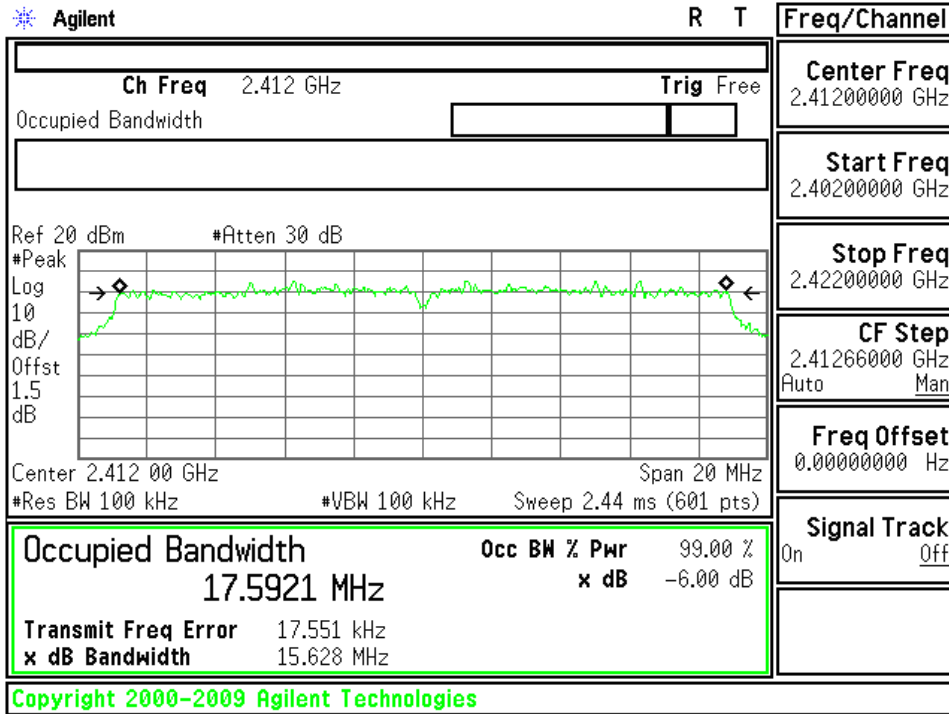 Agilent R T
Freq/Channel
Ch Freq 2.412 GHz Trig Free
Occupied Bandwidth
Ref 20 dBm #Atten 30 dB
#Peak
Log
10
dB/
Offst
1.5
dB
Center 2.412 00 GHz Span 20 MHz
#Res BW 100 kHz #VBW 100 kHz Sweep 2.44 ms (601 pts)
Occupied Bandwidth
17.5921 MHz
Occ BW % Pwr 99.00 %
x dB -6.00 dB
Transmit Freq Error 17.551 kHz
x dB Bandwidth 15.628 MHz
Center Freq
2.41200000 GHz
Start Freq
2.40200000 GHz
Stop Freq
2.42200000 GHz
CF Step
2.41266000 GHz
Auto Man
Freq Offset
0.00000000 Hz
Signal Track
On Off
Copyright 2000-2009 Agilent Technologies